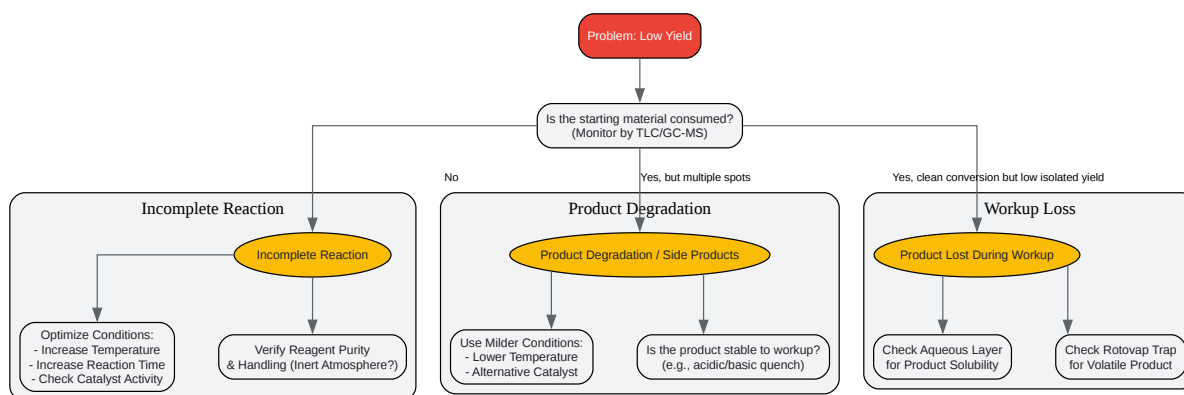 Problem: Low Yield
Is the starting material consumed?
(Monitor by TLC/GC-MS)
No
Yes, but multiple spots
Yes, clean conversion but low isolated yield
Incomplete Reaction
Incomplete Reaction
Optimize Conditions:
- Increase Temperature
- Increase Reaction Time
- Check Catalyst Activity
Verify Reagent Purity
& Handling (Inert Atmosphere?)
Product Degradation
Product Degradation / Side Products
Use Milder Conditions:
- Lower Temperature
- Alternative Catalyst
Is the product stable to workup?
(e.g., acidic/basic quench)
Workup Loss
Product Lost During Workup
Check Aqueous Layer
for Product Solubility
Check Rotovap Trap
for Volatile Product